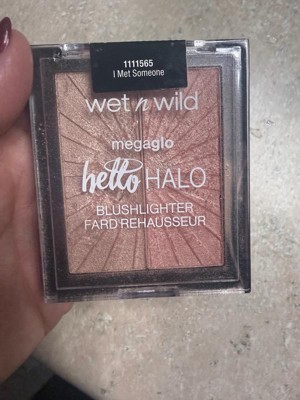 1111565
I Met Someone
wet n wild
megaglo
hello HALO
BLUSHLIGHTER
FARD REHAUSSEUR